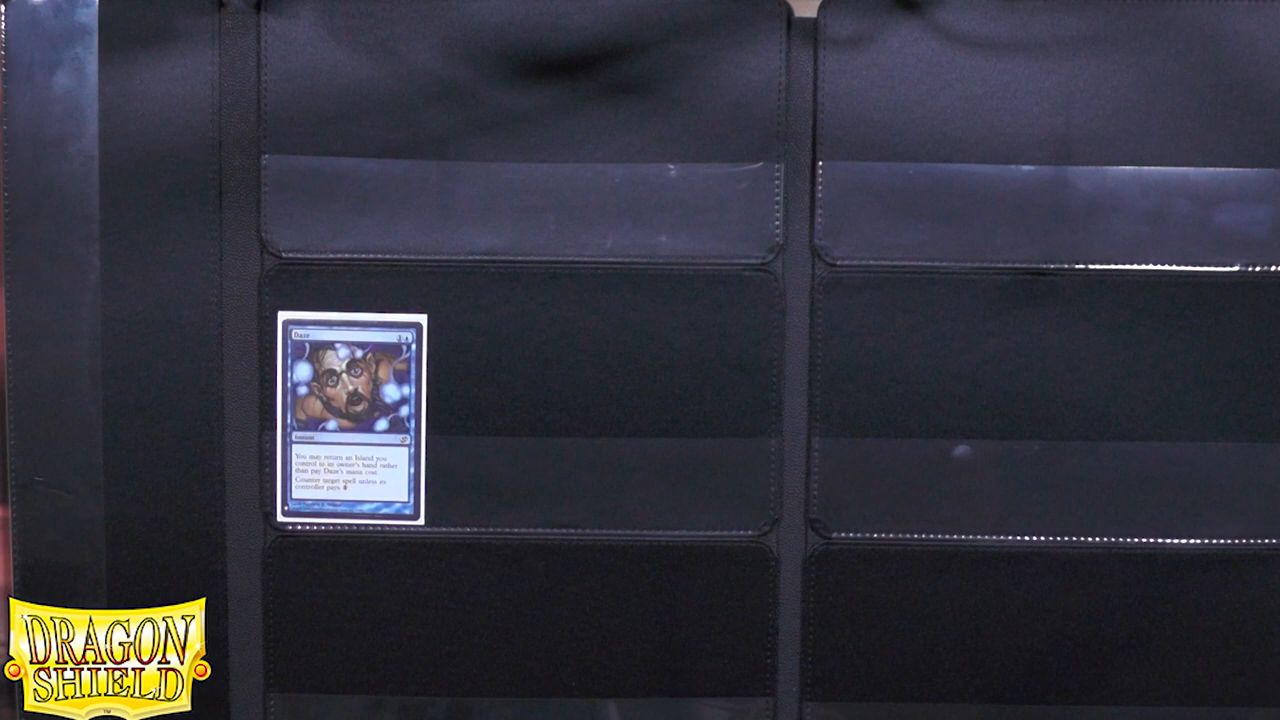 Daze
Instant
You may return an Island you
control to its owner's hand rather
than pay Daze's mana cost.
Counter target spell unless its
controller pays
DRAGON
SHIELD
TM